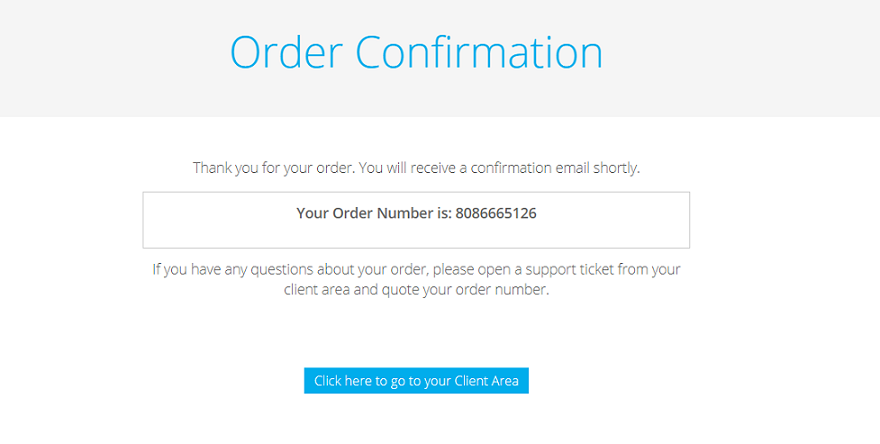 Order Confirmation
Thank you for your order. You will receive a confirmation email shortly.
Your Order Number is: 8086665126
If you have any questions about your order, please open a support ticket from your
client area and quote your order number.
Click here to go to your Client Area